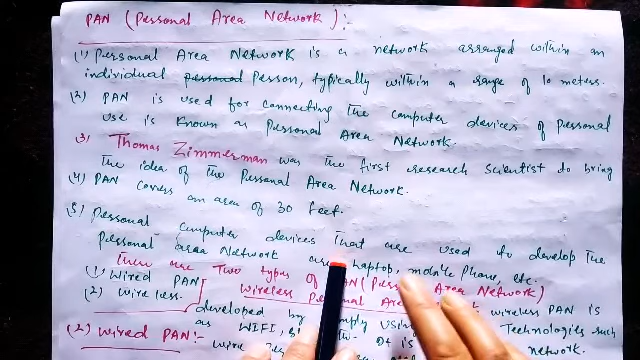 PAN (Personal Area Network):-
(1) Personal Area Network is a network arranged within an
individual personal Person, typically within a range of 10 meters.
(2) PAN is used for connecting the computer devices of personal
use is known as Personal Area Network.
(3) Thomas Zimmerman was the first research scientist to bring
the idea of the Personal Area Network.
(4) PAN covers an area of 30 feet.
(5) Personal computer devices that are used to develop the
personal area Network are laptop, mobile phone, etc.
There are Two types of PAN (Personal Area Network)
(1) Wired PAN
(2) Wireless. Wireless Personal Area wireless PAN is
developed by simply using Technologies such
as WIFI, It is
(2) Wired PAN:- network.